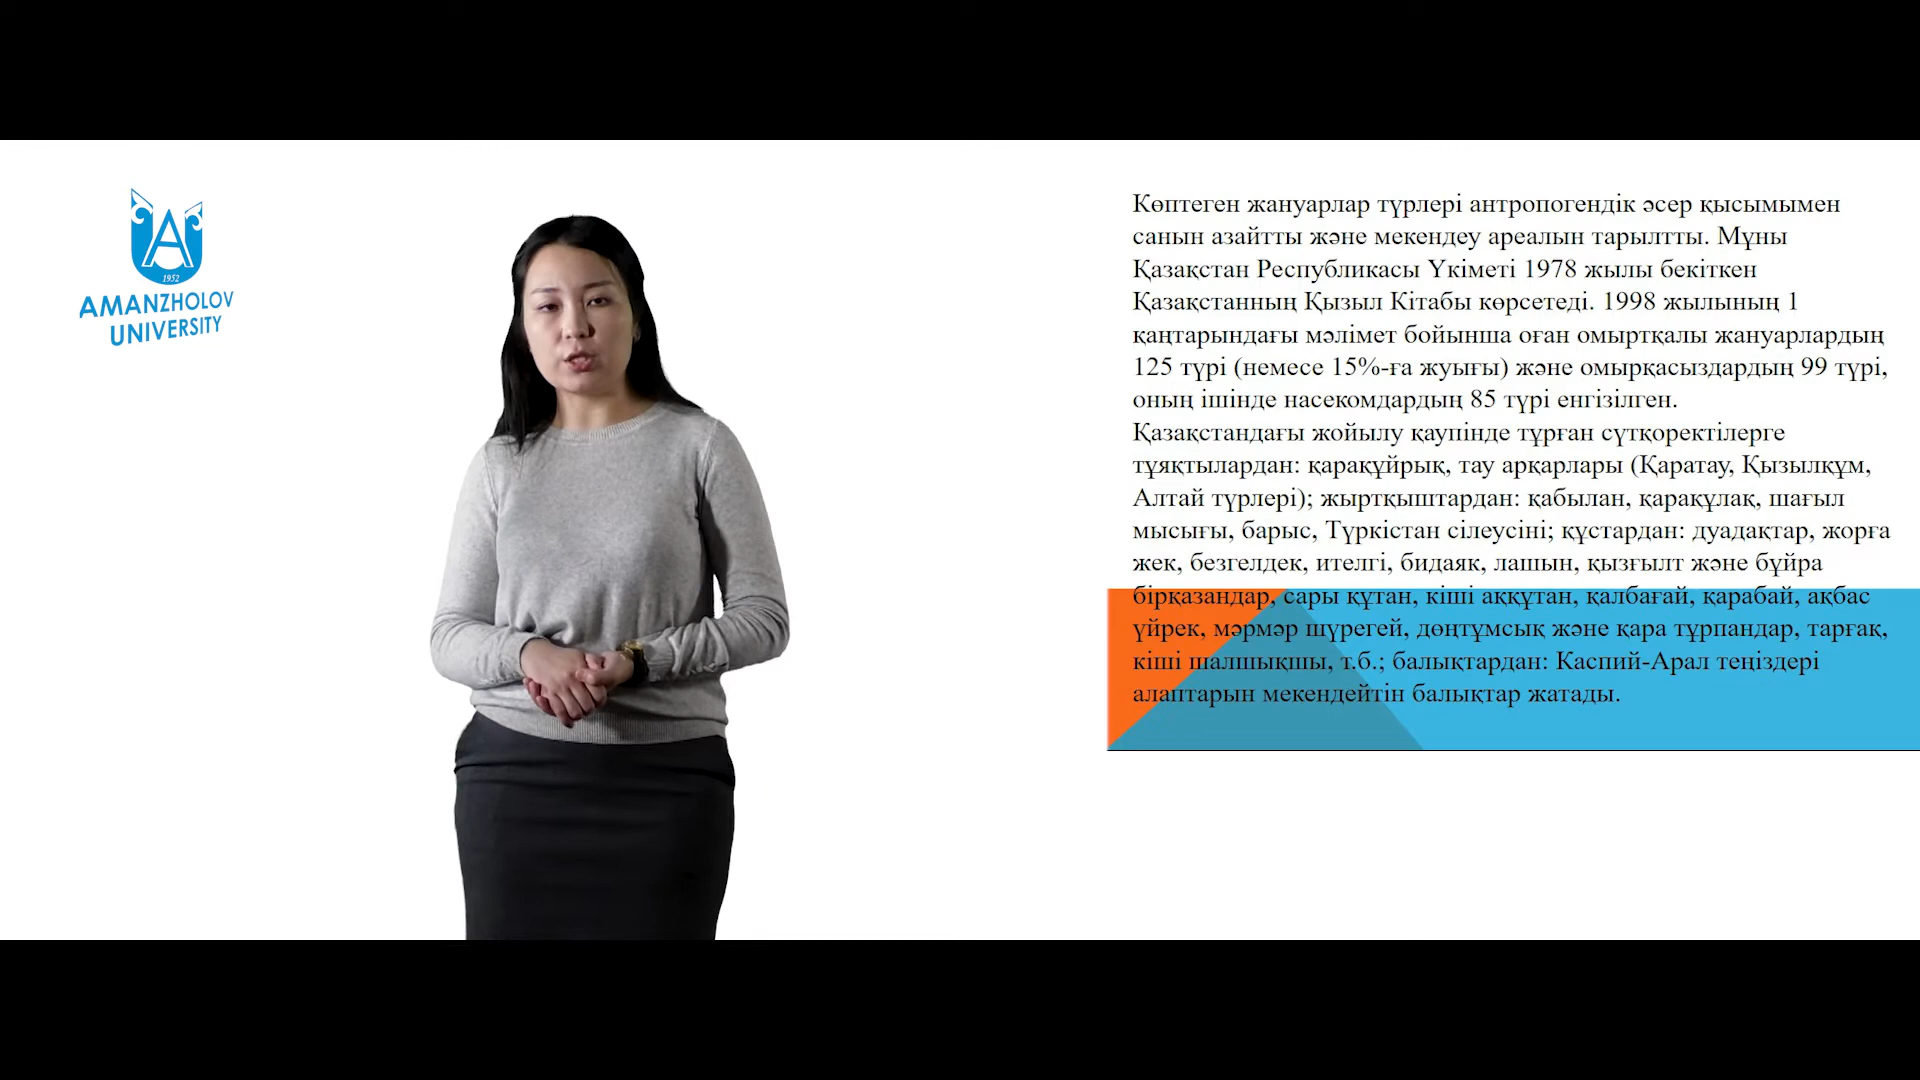 1952
AMANZHOLOV
UNIVERSITY
Көптеген жануарлар түрлері антропогендік әсер қысымымен
санын азайтты және мекендеу ареалын тарылтты. Мұны
Қазақстан Республикасы Үкіметі 1978 жылы бекіткен
Қазақстанның Қызыл Кітабы көрсетеді. 1998 жылының 1
қаңтарындағы мәлімет бойынша оған омыртқалы жануарлардың
125 түрі (немесе 15%-ға жуығы) және омырқасыздардың 99 түрі,
оның ішінде насекомдардың 85 түрі енгізілген.
Қазақстандағы жойылу қаупінде тұрған сүтқоректілерге
тұяқтылардан: қарақұйрық, тау арқарлары (Қаратау, Қызылқұм,
Алтай түрлері); жыртқыштардан: қабылан, қарақұлақ, шағыл
мысығы, барыс, Түркістан сілеусіні; құстардан: дуадақтар, жорға
жек, безгелдек, ителгі, бидаяк, лашын, қызғылт және бұйра
бірқазандар, сары құтан, кіші аққұтан, қалбағай, қарабай, ақбас
үйрек, мәрмәр шүрегей, дөңтұмсық және қара тұрпандар, тарғақ,
кіші шалшықшы, т.б.; балықтардан: Каспий-Арал теңіздері
алаптарын мекендейтін балықтар жатады.